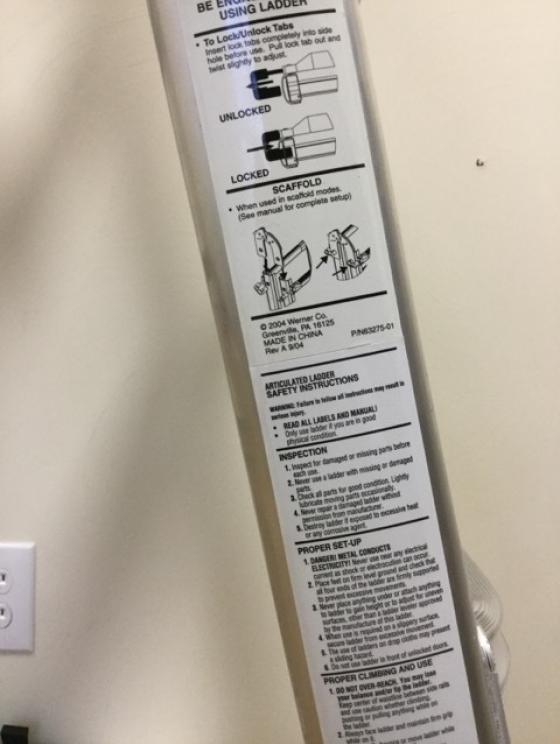 BE
USING LADDER
• To Lock/Unlock Tabs
Insert lock tabs completely into side
hole before use. Pull lock tab out and
twist slightly to adjust.
UNLOCKED
LOCKED
SCAFFOLD
• When used in scaffold modes.
(See manual for complete setup)
© 2004 Werner Co.
Greenville, PA 16125
MADE IN CHINA P/N63275-01
Rev A 9/04
ARTICULATED LADDER
SAFETY INSTRUCTIONS
WARNING: Failure to follow all instructions may result in
serious injury.
• READ ALL LABELS AND MANUAL!
• Only use ladder if you are in good
physical condition.
INSPECTION
1. Inspect for damaged or missing parts before
each use.
2. Never use a ladder with missing or damaged
parts.
3. Check all parts for good condition. Lightly
lubricate moving parts occasionally.
4. Never repair a damaged ladder without
permission from manufacturer.
5. Destroy ladder if exposed to excessive heat
or any corrosive agent.
PROPER SET-UP
1. DANGER! METAL CONDUCTS
ELECTRICITY! Never use near any electrical
current as shock or electrocution can occur.
2. Place feet on firm level ground and check that
all four ends of the ladder are firmly supported
to prevent excessive movements.
3. Never place anything under or attach anything
to ladder to gain height or to adjust for uneven
surfaces, other than a ladder leveler approved
by the manufacture of this ladder.
4. When use is required on a slippery surface,
secure ladder from excessive movement.
5. The use of ladders on drop cloths may present
a sliding hazard.
6. Do not use ladder in front of unlocked doors.
PROPER CLIMBING AND USE
1. DO NOT OVER-REACH. You may lose
your balance and/or tip the ladder.
Keep center of waistline between side rails
and use caution whether climbing,
pushing or pulling anything while on
the ladder.
2. Always face ladder and maintain firm grip
while on it.
or move ladder while